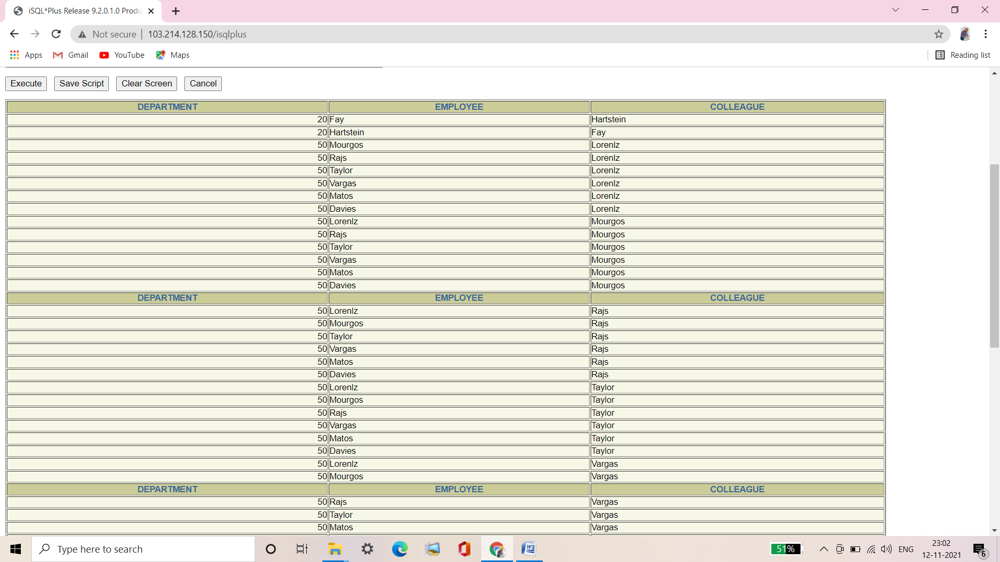 iSQL*Plus Release 9.2.0.1.0 Produ
Not secure | 103.214.128.150/isqlplus
Apps Gmail YouTube Maps Reading list
Execute Save Script Clear Screen Cancel
DEPARTMENT EMPLOYEE COLLEAGUE
20 Fay Hartstein
20 Hartstein Fay
50 Mourgos Lorenlz
50 Rajs Lorenlz
50 Taylor Lorenlz
50 Vargas Lorenlz
50 Matos Lorenlz
50 Davies Lorenlz
50 Lorenlz Mourgos
50 Rajs Mourgos
50 Taylor Mourgos
50 Vargas Mourgos
50 Matos Mourgos
50 Davies Mourgos
DEPARTMENT EMPLOYEE COLLEAGUE
50 Lorenlz Rajs
50 Mourgos Rajs
50 Taylor Rajs
50 Vargas Rajs
50 Matos Rajs
50 Davies Rajs
50 Lorenlz Taylor
50 Mourgos Taylor
50 Rajs Taylor
50 Vargas Taylor
50 Matos Taylor
50 Davies Taylor
50 Lorenlz Vargas
50 Mourgos Vargas
DEPARTMENT EMPLOYEE COLLEAGUE
50 Rajs Vargas
50 Taylor Vargas
50 Matos Vargas
Type here to search 51% ENG 23:02
12-11-2021 6